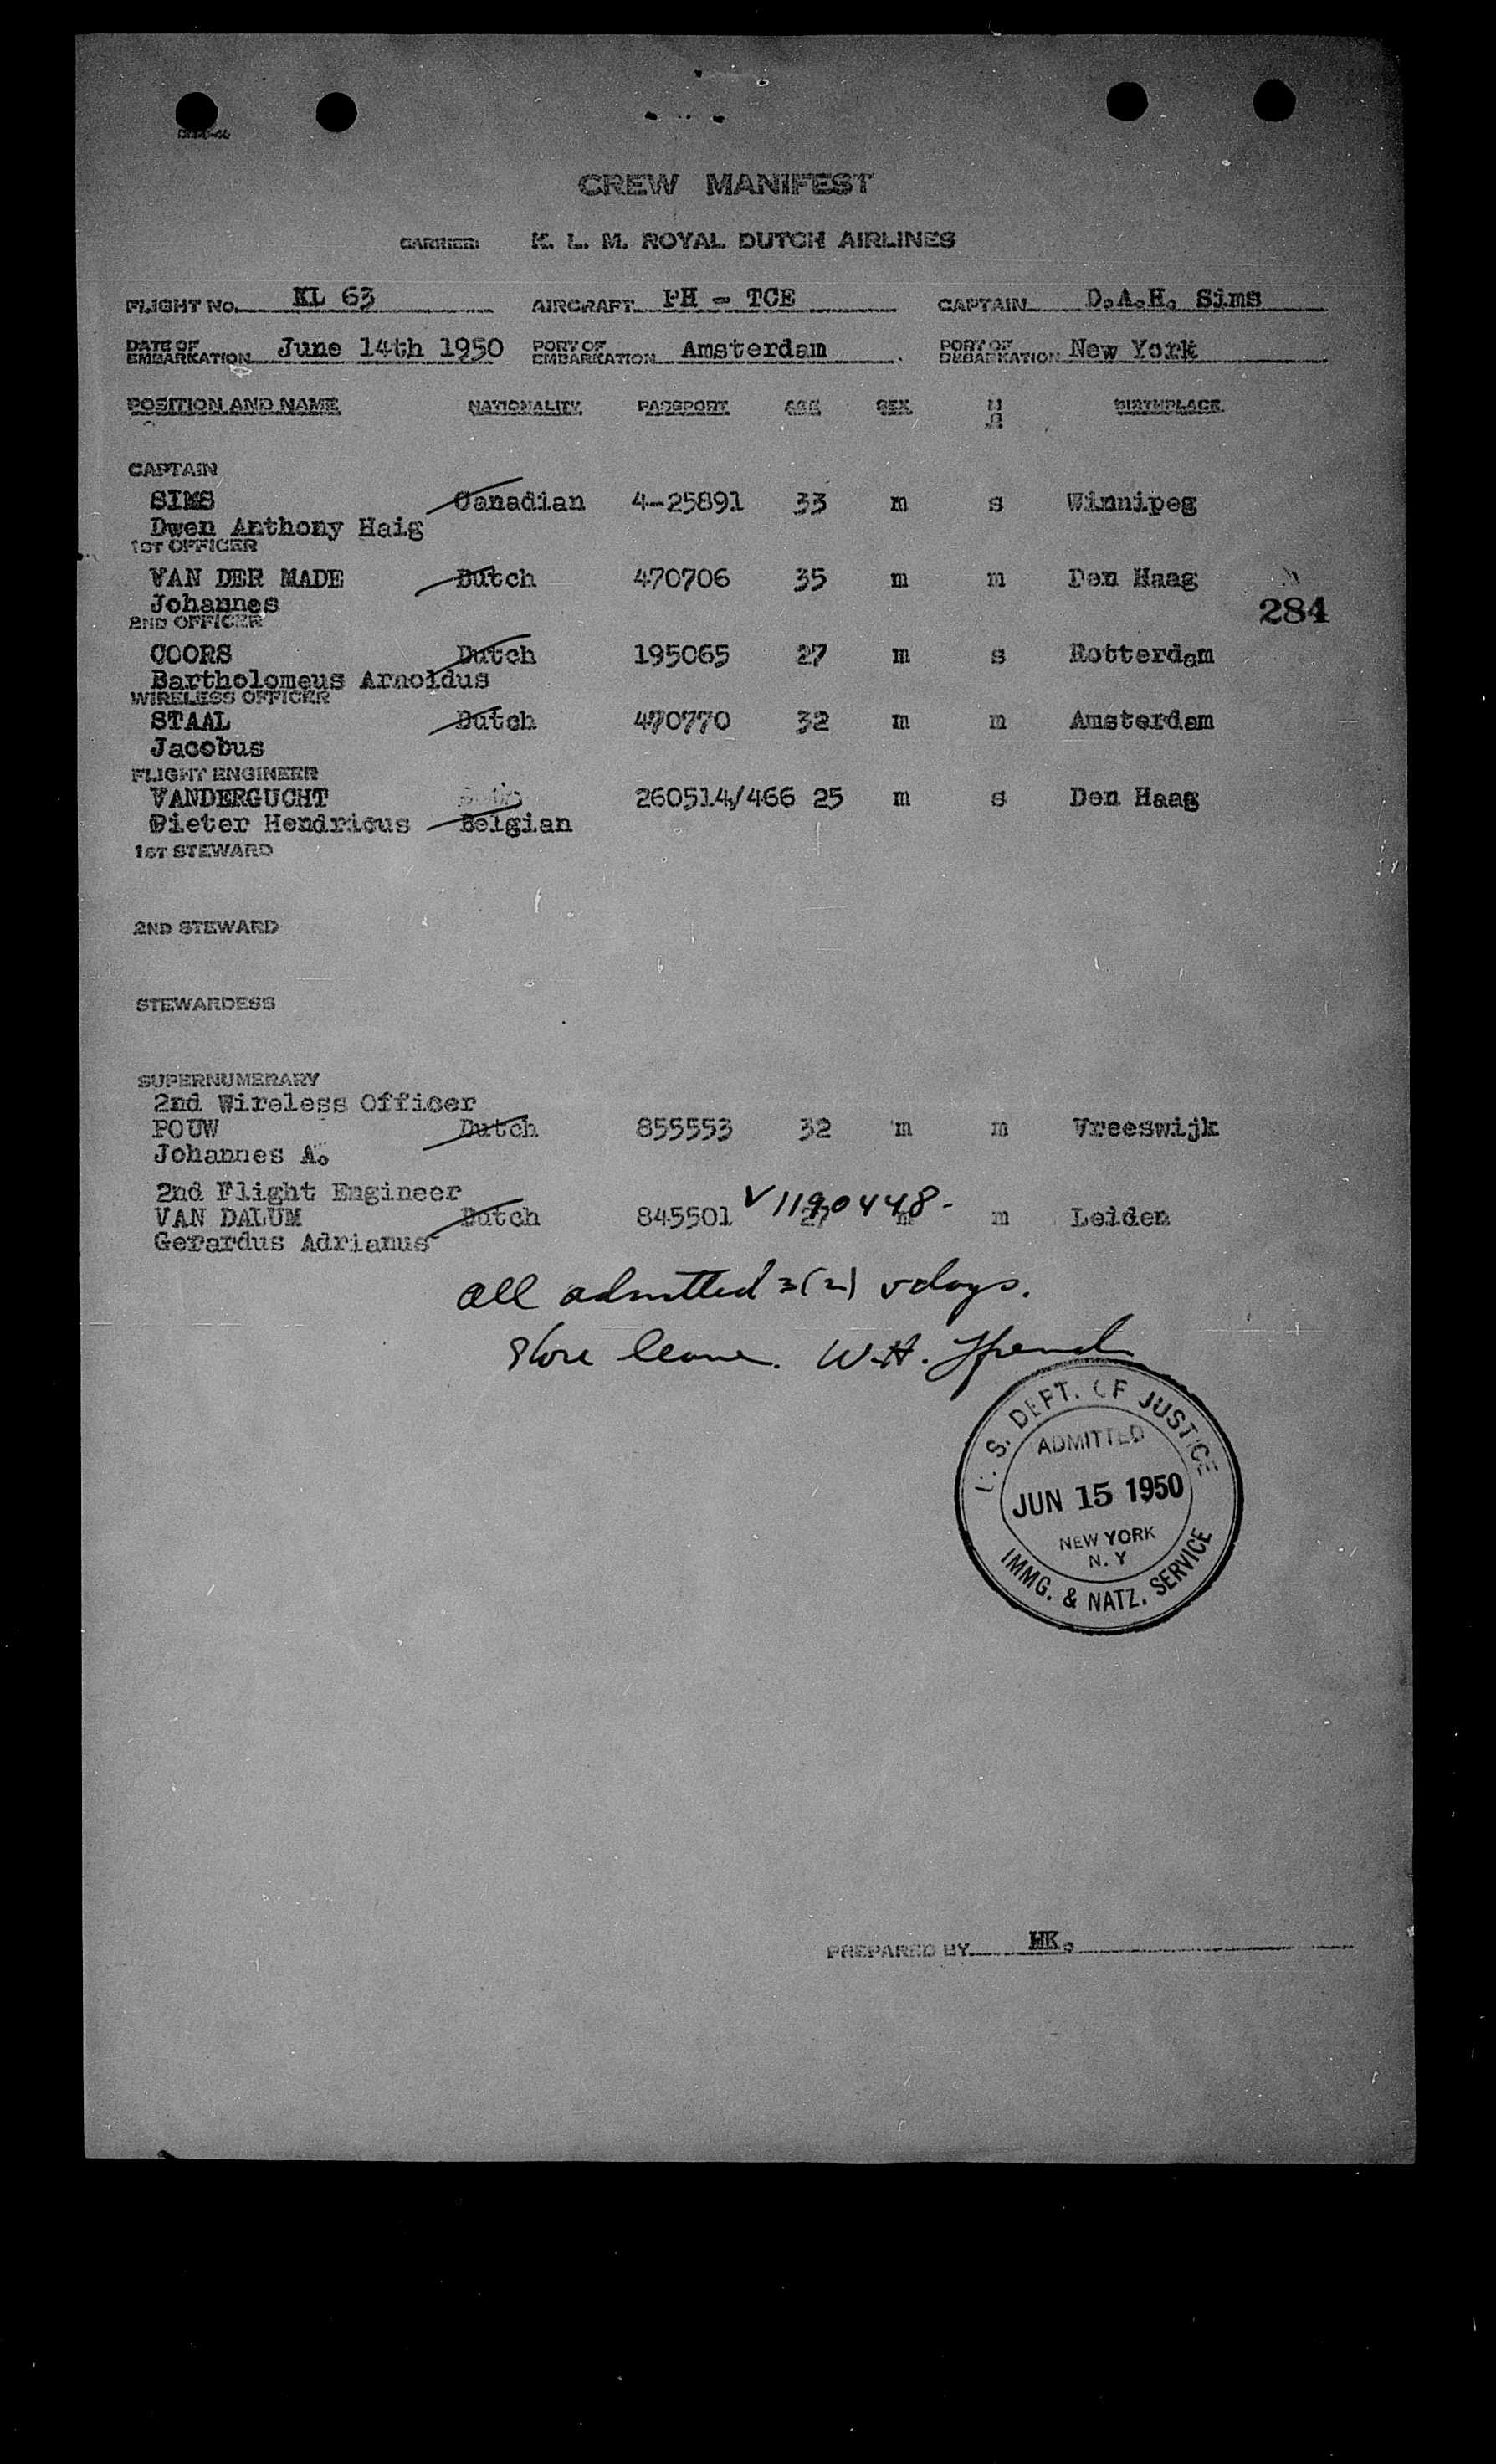 CREW MANIFEST
CARRIER: K. L. M. ROYAL DUTCH AIRLINES
FLIGHT No. KL 63 AIRCRAFT PH - TCE CAPTAIN D.A.H. Sims
DATE OF EMBARKATION June 14th 1950 PORT OF EMBARKATION Amsterdam PORT OF DEBARKATION New York
POSITION AND NAME NATIONALITY PASSPORT AGE SEX M S BIRTHPLACE
CAPTAIN
SIMS Canadian 4-25891 33 m s Winnipeg
Dwen Anthony Haig
1ST OFFICER
VAN DER MADE Dutch 470706 35 m m Den Haag
Johannes
284
2ND OFFICER
COORS Dutch 195065 27 m s Rotterdam
Bartholomeus Arnoldus
WIRELESS OFFICER
STAAL Dutch 470770 32 m m Amsterdam
Jacobus
FLIGHT ENGINEER
VANDERGUCHT 260514/466 25 m s Den Haag
Pieter Hendricus Belgian
1ST STEWARD
2ND STEWARD
STEWARDESS
SUPERNUMERARY
2nd Wireless Officer
POUW Dutch 855553 32 m m Vreeswijk
Johannes A.
2nd Flight Engineer
V1190448-
VAN DALUM Dutch 845501 27 m m Leiden
Gerardus Adrianus
all admitted 3(2) days.
Shore leave. W.H.
U. S. DEPT. OF JUSTICE
ADMITTED
JUN 15 1950
NEW YORK
N. Y
IMMG. & NATZ. SERVICE
PREPARED BY HK.